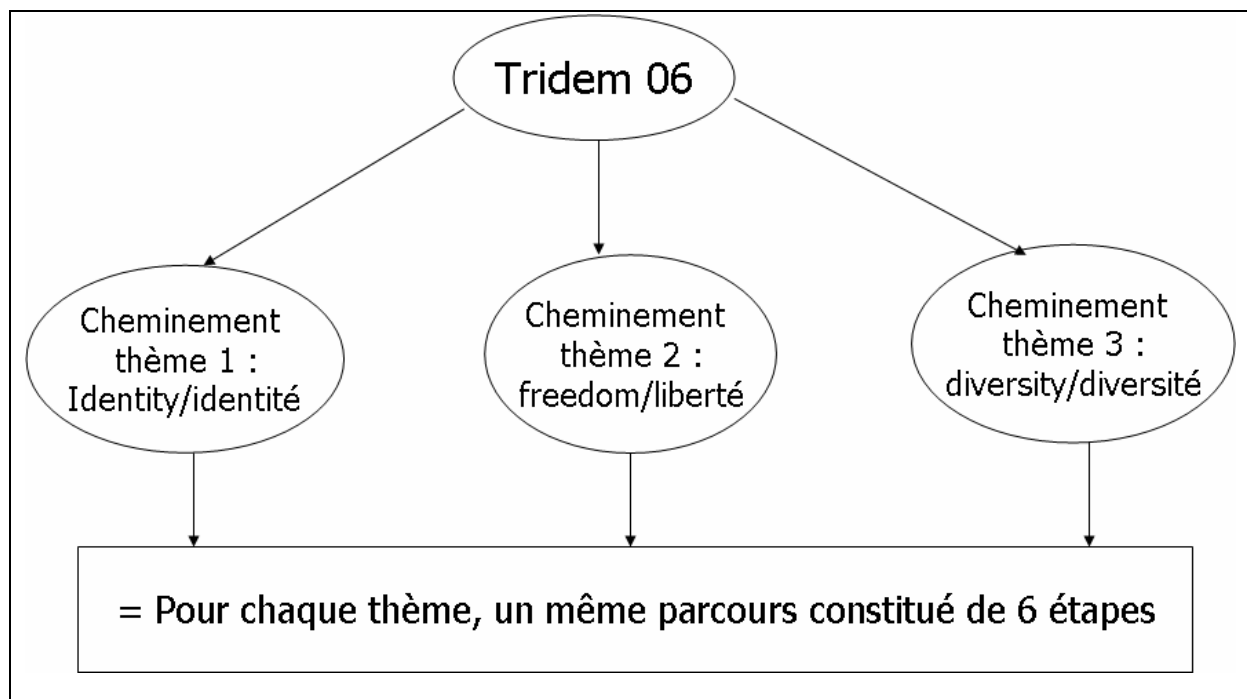 Tridem 06
Cheminement
thème 1 :
Identity/identité
Cheminement
thème 2 :
freedom/liberté
Cheminement
thème 3 :
diversity/diversité
= Pour chaque thème, un même parcours constitué de 6 étapes